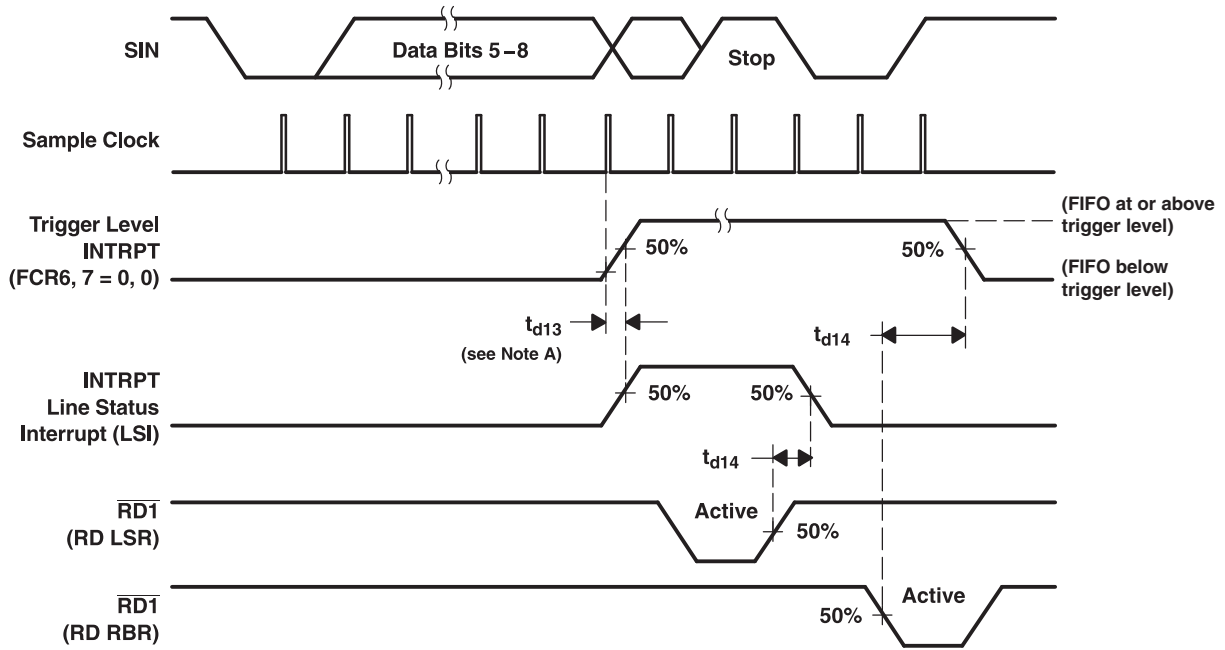 SIN
Data Bits 5–8
Stop
Sample Clock
Trigger Level
INTRPT
(FCR6, 7 = 0, 0)
50%
50%
(FIFO at or above
trigger level)
(FIFO below
trigger level)
td13
(see Note A)
td14
INTRPT
Line Status
Interrupt (LSI)
50%
50%
td14
RD1
(RD LSR)
Active
50%
RD1
(RD RBR)
50%
Active